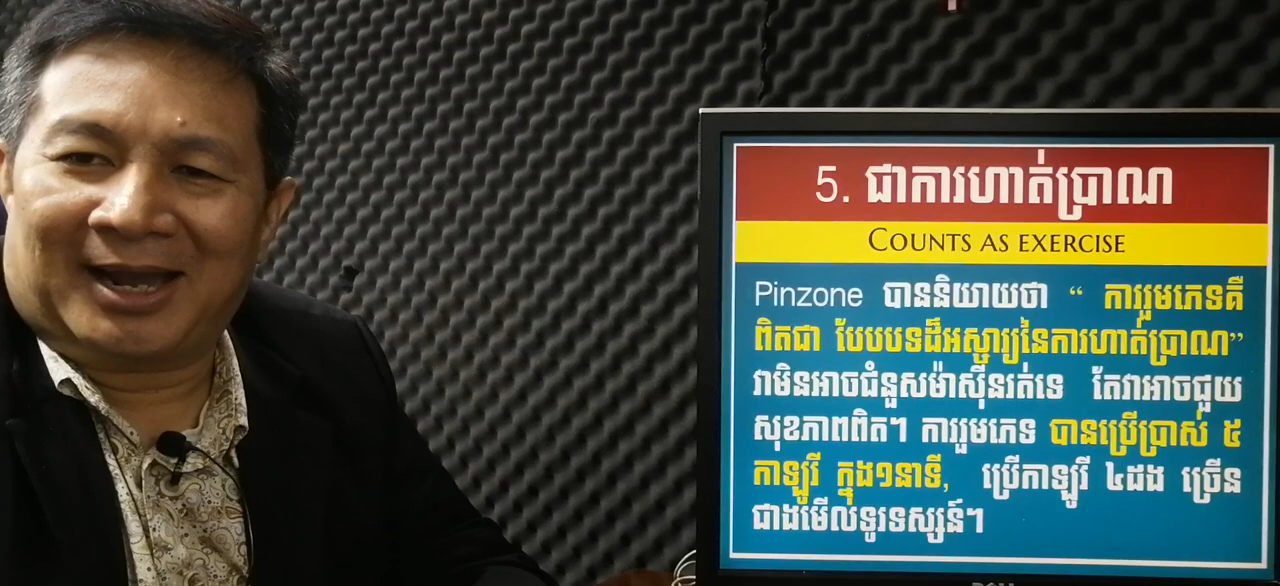 5. ជាការហាត់ប្រាណ
COUNTS AS EXERCISE
Pinzone បាននិយាយថា “ ការរួមភេទគឺ
ពិតជា បែបបទដ៏អស្ចារ្យនៃការហាត់ប្រាណ”
វាមិនអាចជំនួសម៉ាស៊ីនរត់ទេ តែវាអាចជួយ
សុខភាពពិត។ ការរួមភេទ បានប្រើប្រាស់ ៥
កាឡូរី ក្នុង១នាទី, ប្រើកាឡូរី ៤ដង ច្រើន
ជាងមើលទូរទស្សន៍។